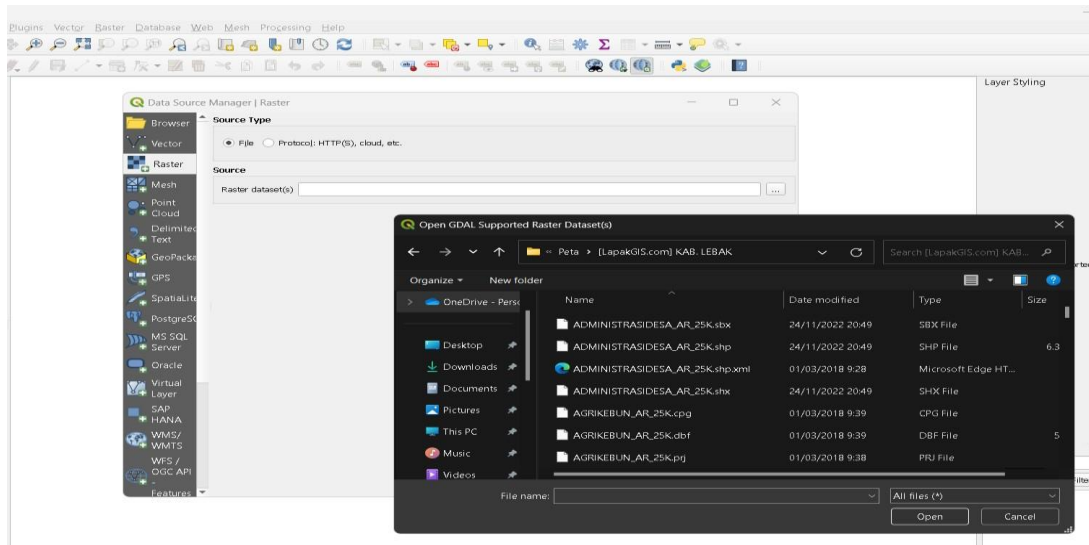 Plugins Vector Raster Database Web Mesh Processing Help
Layer Styling
Data Source Manager | Raster
Browser
Vector
Raster
Mesh
Point
Cloud
Delimited
Text
GeoPacka
GPS
SpatiaLite
PostgreSQ
MS SQL
Server
Oracle
Virtual
Layer
SAP
HANA
WMS/
WMTS
WFS /
OGC API
-
Features
Source Type
File Protocol: HTTP(S), cloud, etc.
Source
Raster dataset(s) ...
Open GDAL Supported Raster Dataset(s)
« Peta > [LapakGIS.com] KAB. LEBAK Search [LapakGIS.com] KAB...
Organize New folder
OneDrive - Perso
Desktop
Downloads
Documents
Pictures
This PC
Music
Videos
Name Date modified Type Size
ADMINISTRASIDESA_AR_25K.sbx 24/11/2022 20:49 SBX File
ADMINISTRASIDESA_AR_25K.shp 24/11/2022 20:49 SHP File 6.3
ADMINISTRASIDESA_AR_25K.shp.xml 01/03/2018 9:28 Microsoft Edge HT...
ADMINISTRASIDESA_AR_25K.shx 24/11/2022 20:49 SHX File
AGRIKEBUN_AR_25K.cpg 01/03/2018 9:39 CPG File
AGRIKEBUN_AR_25K.dbf 01/03/2018 9:39 DBF File 5
AGRIKEBUN_AR_25K.prj 01/03/2018 9:38 PRJ File
File name: All files (*)
Open Cancel